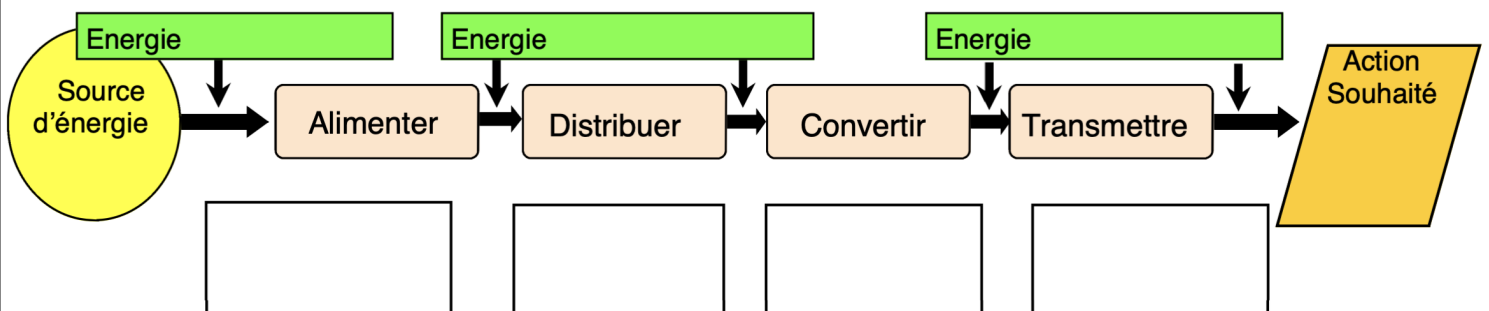 Energie
Energie
Energie
Source
d'énergie
Alimenter
Distribuer
Convertir
Transmettre
Action
Souhaité